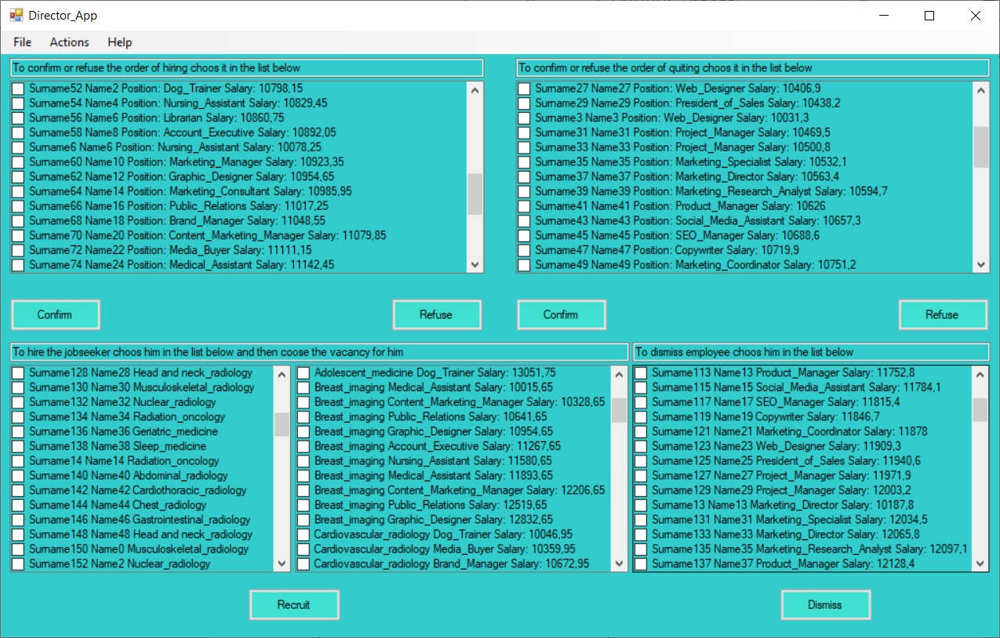 Director_App
File Actions Help
To confirm or refuse the order of hiring choos it in the list below
Surname52 Name2 Position: Dog_Trainer Salary: 10798,15
Surname54 Name4 Position: Nursing_Assistant Salary: 10829,45
Surname56 Name6 Position: Librarian Salary: 10860,75
Surname58 Name8 Position: Account_Executive Salary: 10892,05
Surname6 Name6 Position: Nursing_Assistant Salary: 10078,25
Surname60 Name10 Position: Marketing_Manager Salary: 10923,35
Surname62 Name12 Position: Graphic_Designer Salary: 10954,65
Surname64 Name14 Position: Marketing_Consultant Salary: 10985,95
Surname66 Name16 Position: Public_Relations Salary: 11017,25
Surname68 Name18 Position: Brand_Manager Salary: 11048,55
Surname70 Name20 Position: Content_Marketing_Manager Salary: 11079,85
Surname72 Name22 Position: Media_Buyer Salary: 11111,15
Surname74 Name24 Position: Medical_Assistant Salary: 11142,45
Confirm
Refuse
To confirm or refuse the order of quiting choos it in the list below
Surname27 Name27 Position: Web_Designer Salary: 10406,9
Surname29 Name29 Position: President_of_Sales Salary: 10438,2
Surname3 Name3 Position: Web_Designer Salary: 10031,3
Surname31 Name31 Position: Project_Manager Salary: 10469,5
Surname33 Name33 Position: Project_Manager Salary: 10500,8
Surname35 Name35 Position: Marketing_Specialist Salary: 10532,1
Surname37 Name37 Position: Marketing_Director Salary: 10563,4
Surname39 Name39 Position: Marketing_Research_Analyst Salary: 10594,7
Surname41 Name41 Position: Product_Manager Salary: 10626
Surname43 Name43 Position: Social_Media_Assistant Salary: 10657,3
Surname45 Name45 Position: SEO_Manager Salary: 10688,6
Surname47 Name47 Position: Copywriter Salary: 10719,9
Surname49 Name49 Position: Marketing_Coordinator Salary: 10751,2
Confirm
Refuse
To hire the jobseeker choos him in the list below and then coose the vacancy for him
Surname128 Name28 Head and neck_radiology
Surname130 Name30 Musculoskeletal_radiology
Surname132 Name32 Nuclear_radiology
Surname134 Name34 Radiation_oncology
Surname136 Name36 Geriatric_medicine
Surname138 Name38 Sleep_medicine
Surname14 Name14 Radiation_oncology
Surname140 Name40 Abdominal_radiology
Surname142 Name42 Cardiothoracic_radiology
Surname144 Name44 Chest_radiology
Surname146 Name46 Gastrointestinal_radiology
Surname148 Name48 Head and neck_radiology
Surname150 Name0 Musculoskeletal_radiology
Surname152 Name2 Nuclear_radiology
Adolescent_medicine Dog_Trainer Salary: 13051,75
Breast_imaging Medical_Assistant Salary: 10015,65
Breast_imaging Content_Marketing_Manager Salary: 10328,65
Breast_imaging Public_Relations Salary: 10641,65
Breast_imaging Graphic_Designer Salary: 10954,65
Breast_imaging Account_Executive Salary: 11267,65
Breast_imaging Nursing_Assistant Salary: 11580,65
Breast_imaging Medical_Assistant Salary: 11893,65
Breast_imaging Content_Marketing_Manager Salary: 12206,65
Breast_imaging Public_Relations Salary: 12519,65
Breast_imaging Graphic_Designer Salary: 12832,65
Cardiovascular_radiology Dog_Trainer Salary: 10046,95
Cardiovascular_radiology Media_Buyer Salary: 10359,95
Cardiovascular_radiology Brand_Manager Salary: 10672,95
Recruit
To dismiss employee choos him in the list below
Surname113 Name13 Product_Manager Salary: 11752,8
Surname115 Name15 Social_Media_Assistant Salary: 11784,1
Surname117 Name17 SEO_Manager Salary: 11815,4
Surname119 Name19 Copywriter Salary: 11846,7
Surname121 Name21 Marketing_Coordinator Salary: 11878
Surname123 Name23 Web_Designer Salary: 11909,3
Surname125 Name25 President_of_Sales Salary: 11940,6
Surname127 Name27 Project_Manager Salary: 11971,9
Surname129 Name29 Project_Manager Salary: 12003,2
Surname13 Name13 Marketing_Director Salary: 10187,8
Surname131 Name31 Marketing_Specialist Salary: 12034,5
Surname133 Name33 Marketing_Director Salary: 12065,8
Surname135 Name35 Marketing_Research_Analyst Salary: 12097,1
Surname137 Name37 Product_Manager Salary: 12128,4
Dismiss